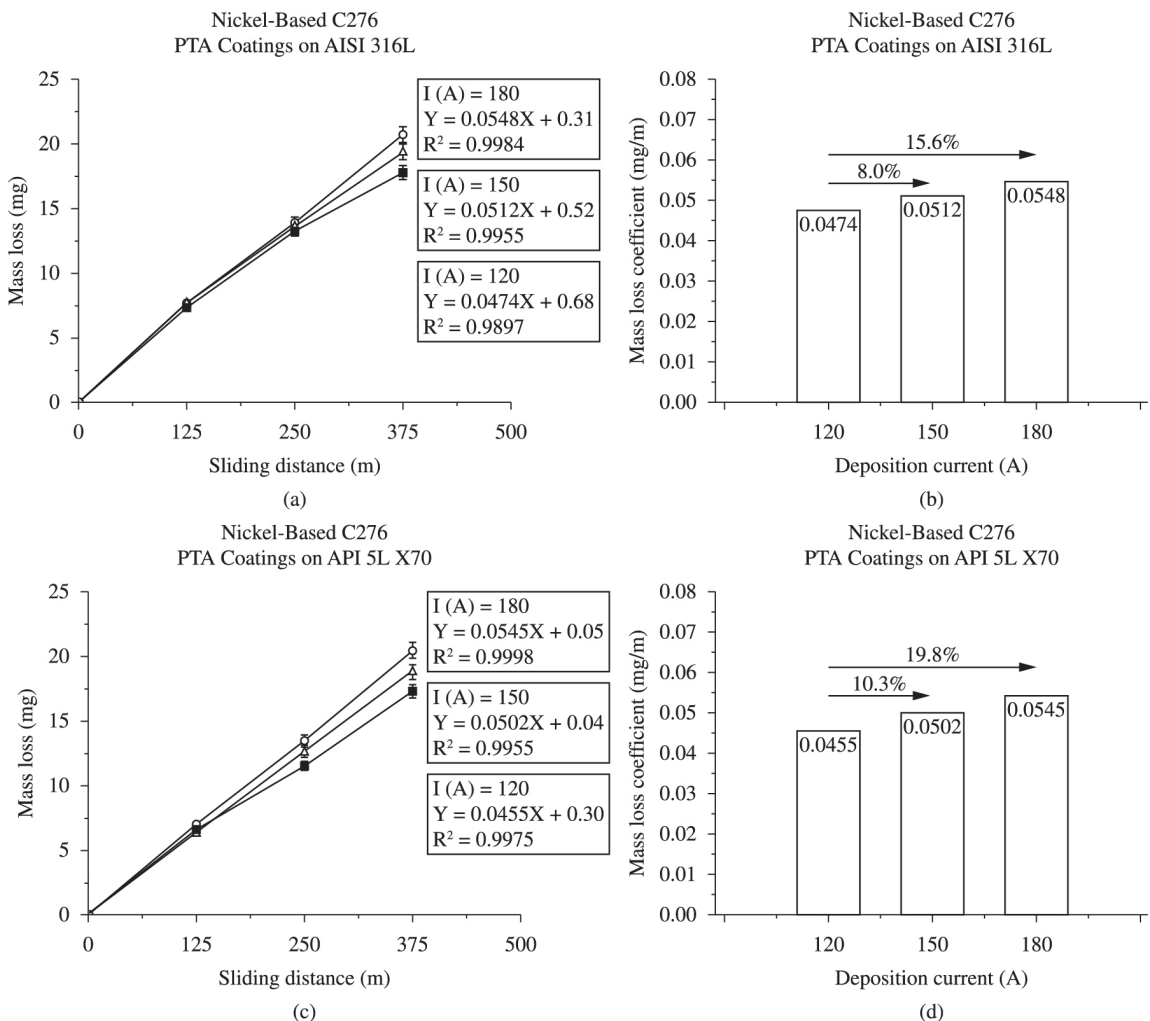 Nickel-Based C276
PTA Coatings on AISI 316L
25
20
15
10
5
0
Mass loss (mg)
0 125 250 375 500
Sliding distance (m)
I (A) = 180
Y = 0.0548X + 0.31
R² = 0.9984
I (A) = 150
Y = 0.0512X + 0.52
R² = 0.9955
I (A) = 120
Y = 0.0474X + 0.68
R² = 0.9897
(a)
Nickel-Based C276
PTA Coatings on AISI 316L
0.08
0.07
0.06
0.05
0.04
0.03
0.02
0.01
0.00
Mass loss coefficient (mg/m)
15.6%
8.0%
0.0474
0.0512
0.0548
120 150 180
Deposition current (A)
(b)
Nickel-Based C276
PTA Coatings on API 5L X70
25
20
15
10
5
0
Mass loss (mg)
0 125 250 375 500
Sliding distance (m)
I (A) = 180
Y = 0.0545X + 0.05
R² = 0.9998
I (A) = 150
Y = 0.0502X + 0.04
R² = 0.9955
I (A) = 120
Y = 0.0455X + 0.30
R² = 0.9975
(c)
Nickel-Based C276
PTA Coatings on API 5L X70
0.08
0.07
0.06
0.05
0.04
0.03
0.02
0.01
0.00
Mass loss coefficient (mg/m)
19.8%
10.3%
0.0455
0.0502
0.0545
120 150 180
Deposition current (A)
(d)